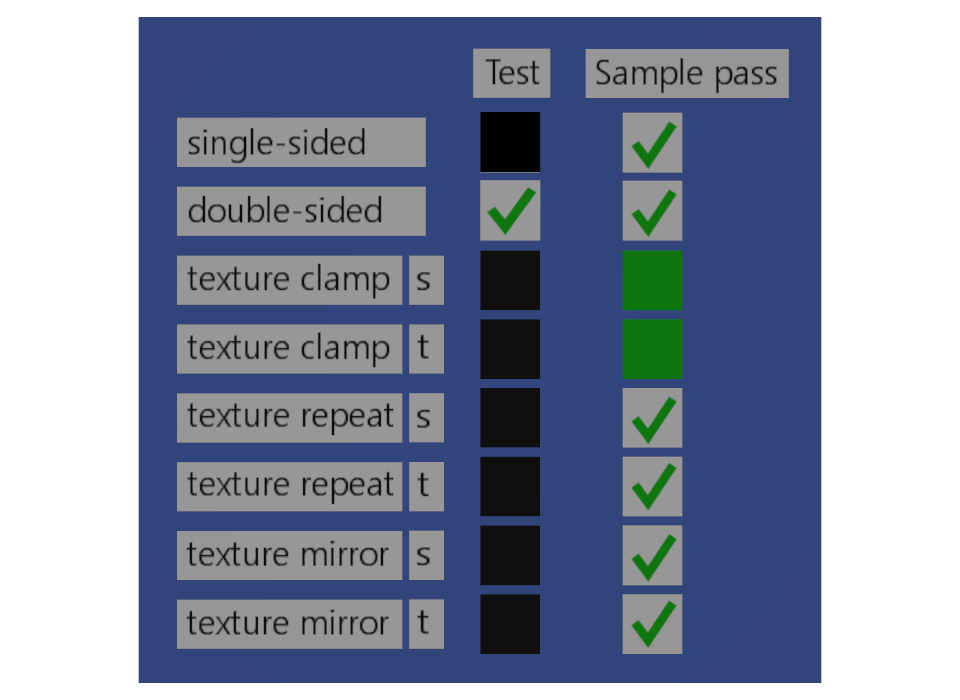 Test Sample pass
single-sided
double-sided
texture clamp s
texture clamp t
texture repeat s
texture repeat t
texture mirror s
texture mirror t